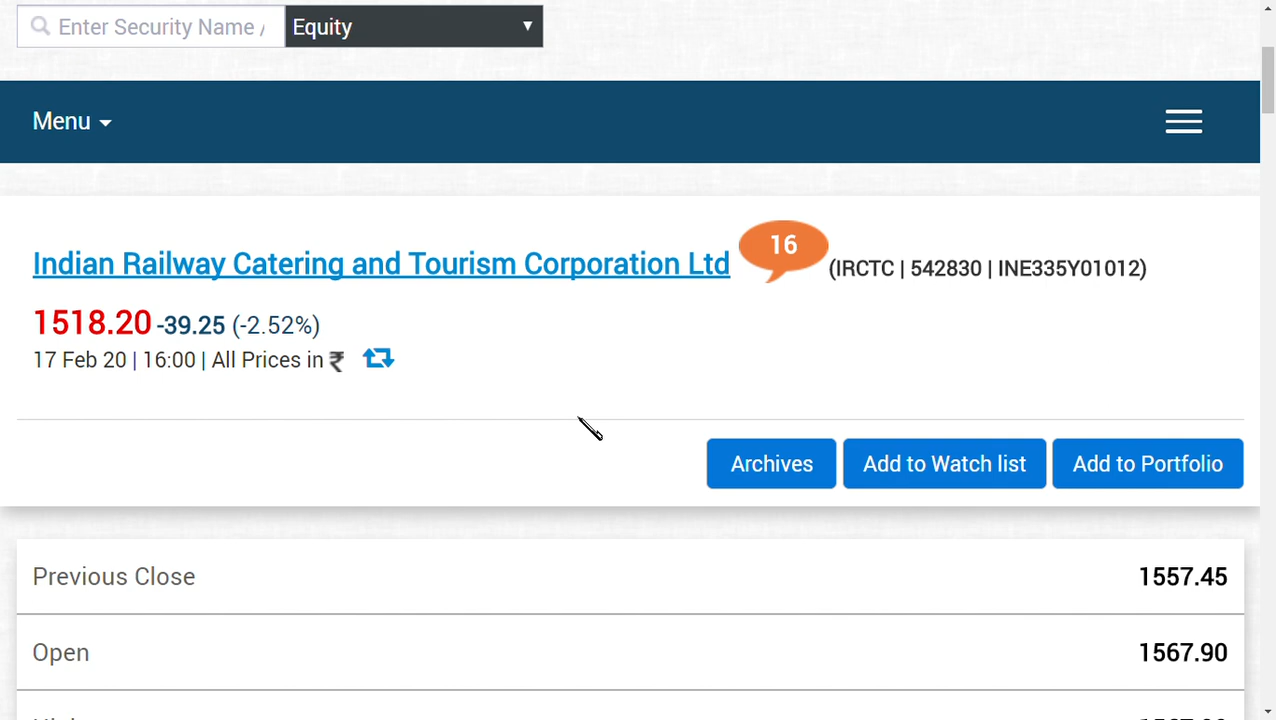 Enter Security Name /
Equity
Menu
Indian Railway Catering and Tourism Corporation Ltd 16 (IRCTC | 542830 | INE335Y01012)
1518.20 -39.25 (-2.52%)
17 Feb 20 | 16:00 | All Prices in ₹
Archives Add to Watch list Add to Portfolio
Previous Close 1557.45
Open 1567.90